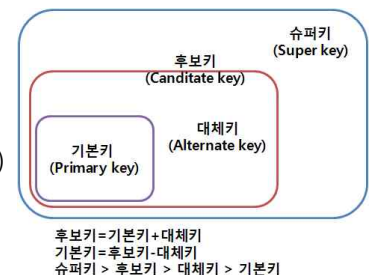 슈퍼키
(Super key)
후보키
(Canditate key)
대체키
(Alternate key)
기본키
(Primary key)
)
후보키=기본키+대체키
기본키=후보키-대체키
슈퍼키 > 후보키 > 대체키 > 기본키